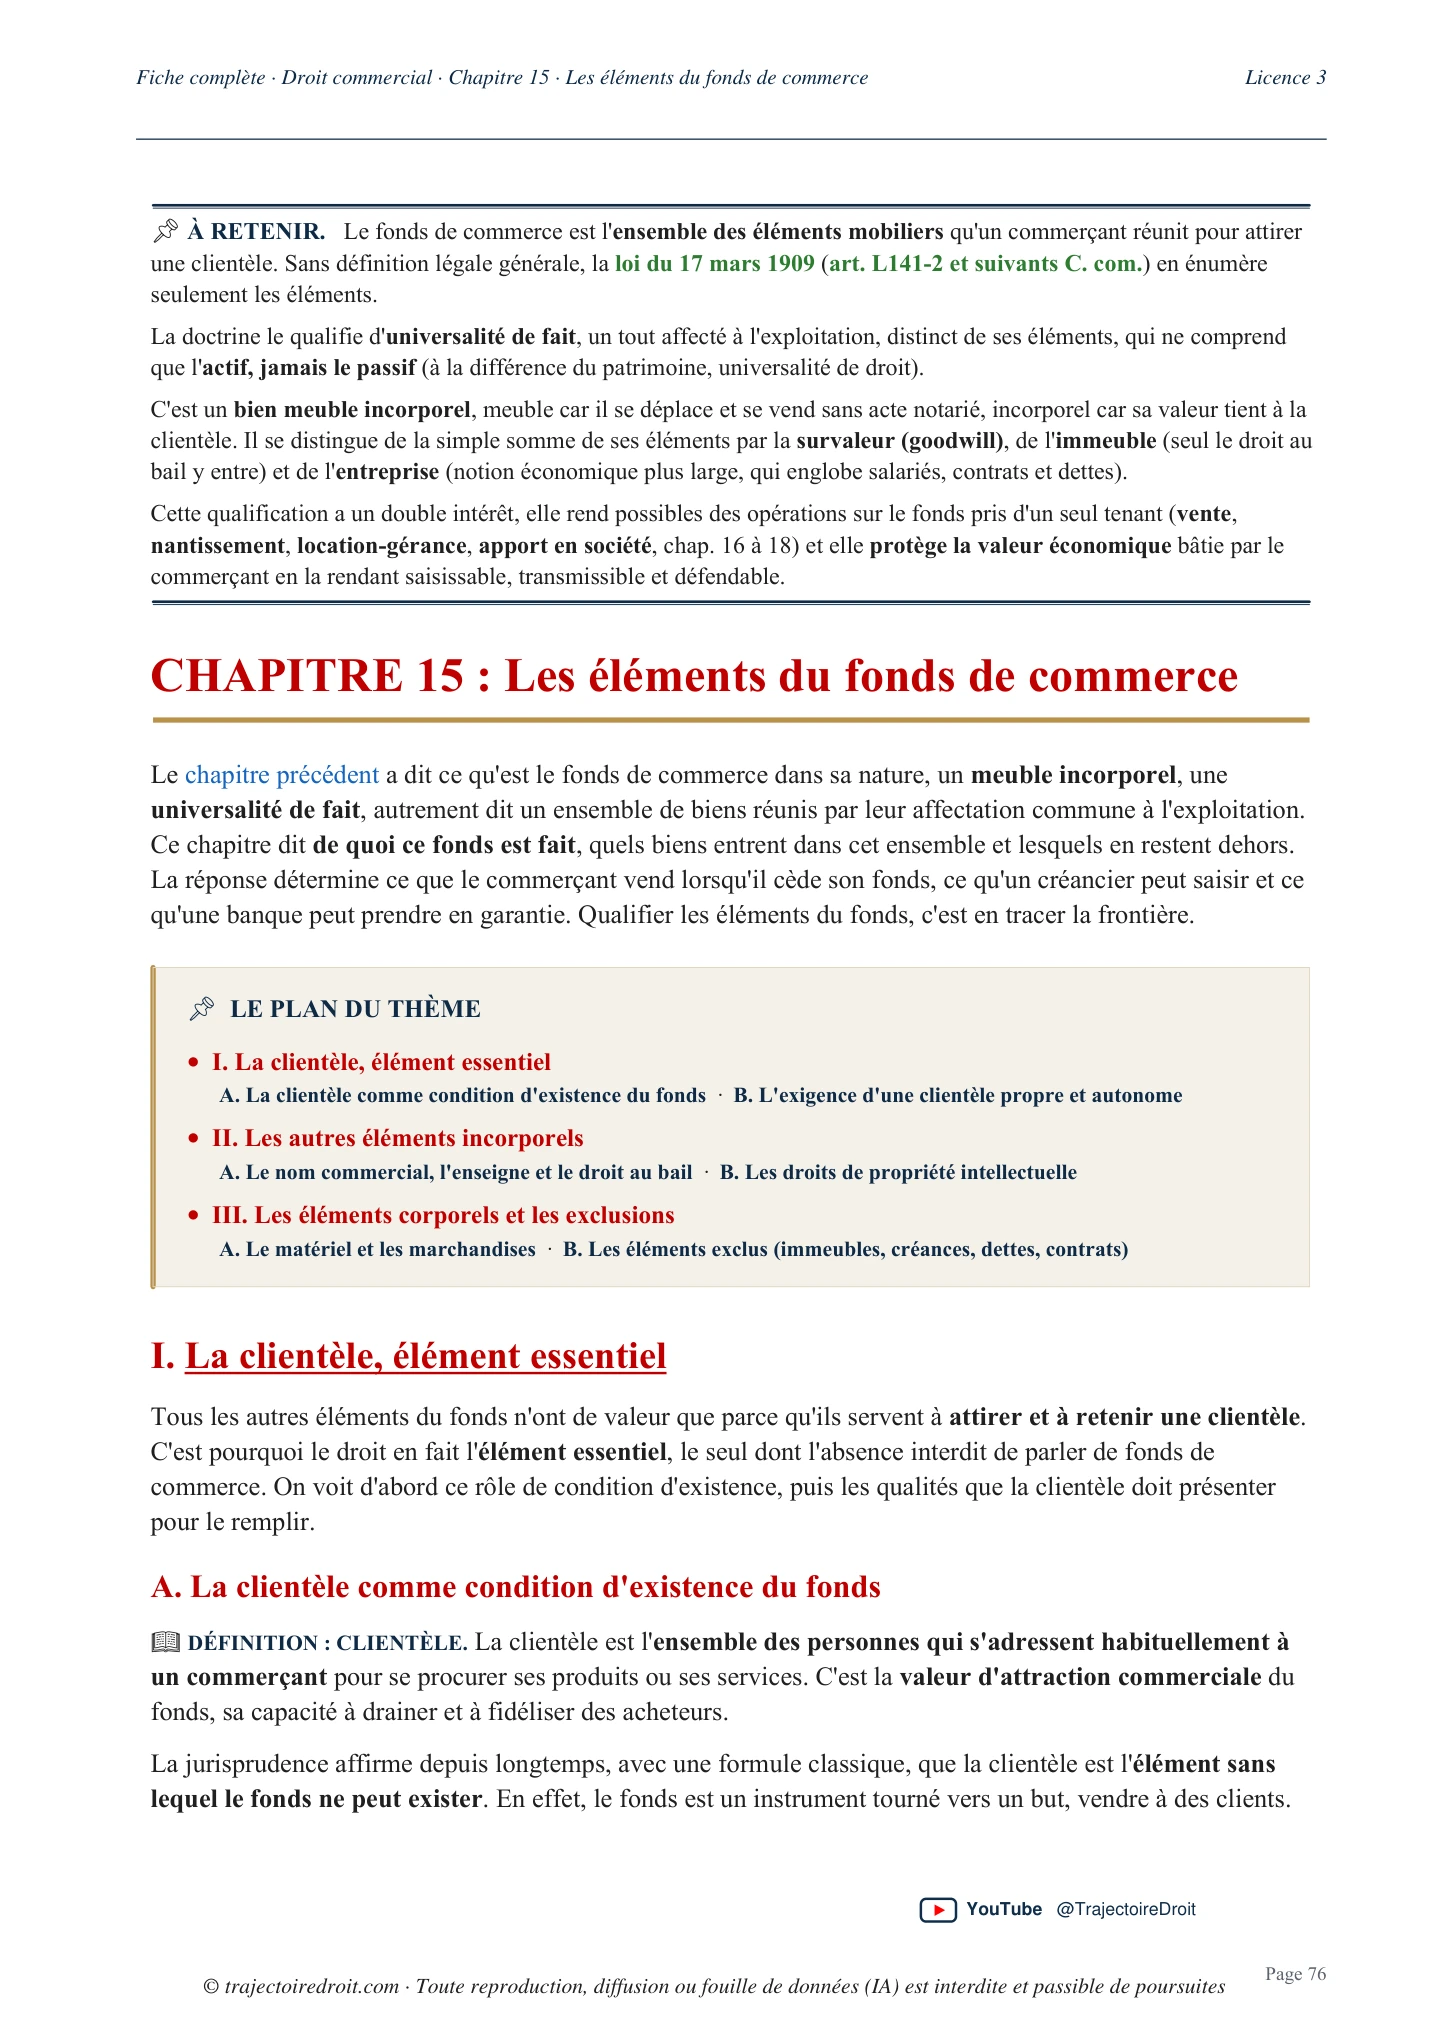 Fiche complète · Droit commercial · Chapitre 15 · Les éléments du fonds de commerce
Licence 3
À RETENIR. Le fonds de commerce est l'ensemble des éléments mobiliers qu'un commerçant réunit pour attirer
une clientèle. Sans définition légale générale, la loi du 17 mars 1909 (art. L141-2 et suivants C. com.) en énumère
seulement les éléments.
La doctrine le qualifie d'universalité de fait, un tout affecté à l'exploitation, distinct de ses éléments, qui ne comprend
que l'actif, jamais le passif (à la différence du patrimoine, universalité de droit).
C'est un bien meuble incorporel, meuble car il se déplace et se vend sans acte notarié, incorporel car sa valeur tient à la
clientèle. Il se distingue de la simple somme de ses éléments par la survaleur (goodwill), de l'immeuble (seul le droit au
bail y entre) et de l'entreprise (notion économique plus large, qui englobe salariés, contrats et dettes).
Cette qualification a un double intérêt, elle rend possibles des opérations sur le fonds pris d'un seul tenant (vente,
nantissement, location-gérance, apport en société, chap. 16 à 18) et elle protège la valeur économique bâtie par le
commerçant en la rendant saisissable, transmissible et défendable.
CHAPITRE 15 : Les éléments du fonds de commerce
Le chapitre précédent a dit ce qu'est le fonds de commerce dans sa nature, un meuble incorporel, une
universalité de fait, autrement dit un ensemble de biens réunis par leur affectation commune à l'exploitation.
Ce chapitre dit de quoi ce fonds est fait, quels biens entrent dans cet ensemble et lesquels en restent dehors.
La réponse détermine ce que le commerçant vend lorsqu'il cède son fonds, ce qu'un créancier peut saisir et ce
qu'une banque peut prendre en garantie. Qualifier les éléments du fonds, c'est en tracer la frontière.
LE PLAN DU THÈME
• I. La clientèle, élément essentiel
A. La clientèle comme condition d'existence du fonds · B. L'exigence d'une clientèle propre et autonome
• II. Les autres éléments incorporels
A. Le nom commercial, l'enseigne et le droit au bail · B. Les droits de propriété intellectuelle
• III. Les éléments corporels et les exclusions
A. Le matériel et les marchandises · B. Les éléments exclus (immeubles, créances, dettes, contrats)
I. La clientèle, élément essentiel
Tous les autres éléments du fonds n'ont de valeur que parce qu'ils servent à attirer et à retenir une clientèle.
C'est pourquoi le droit en fait l'élément essentiel, le seul dont l'absence interdit de parler de fonds de
commerce. On voit d'abord ce rôle de condition d'existence, puis les qualités que la clientèle doit présenter
pour le remplir.
A. La clientèle comme condition d'existence du fonds
DÉFINITION : CLIENTÈLE. La clientèle est l'ensemble des personnes qui s'adressent habituellement à
un commerçant pour se procurer ses produits ou ses services. C'est la valeur d'attraction commerciale du
fonds, sa capacité à drainer et à fidéliser des acheteurs.
La jurisprudence affirme depuis longtemps, avec une formule classique, que la clientèle est l'élément sans
lequel le fonds ne peut exister. En effet, le fonds est un instrument tourné vers un but, vendre à des clients.
YouTube @TrajectoireDroit
© trajectoiredroit.com · Toute reproduction, diffusion ou fouille de données (IA) est interdite et passible de poursuites
Page 76